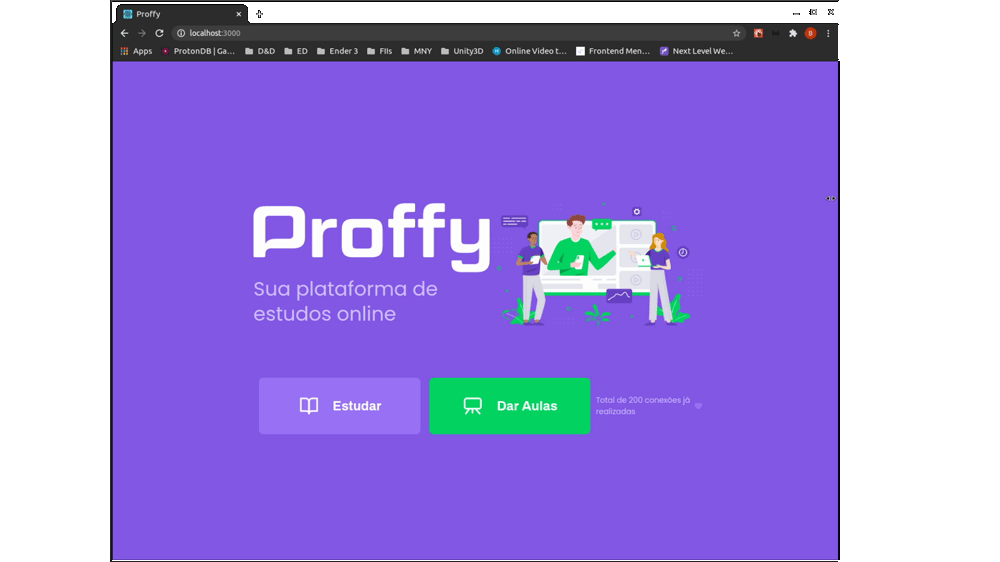 Proffy
localhost:3000
Apps ProtonDB | Ga... D&D ED Ender 3 FIIs MNY Unity3D Online Video t... Frontend Men... Next Level We...
Proffy
Sua plataforma de
estudos online
Estudar
Dar Aulas
Total de 200 conexões já
realizadas